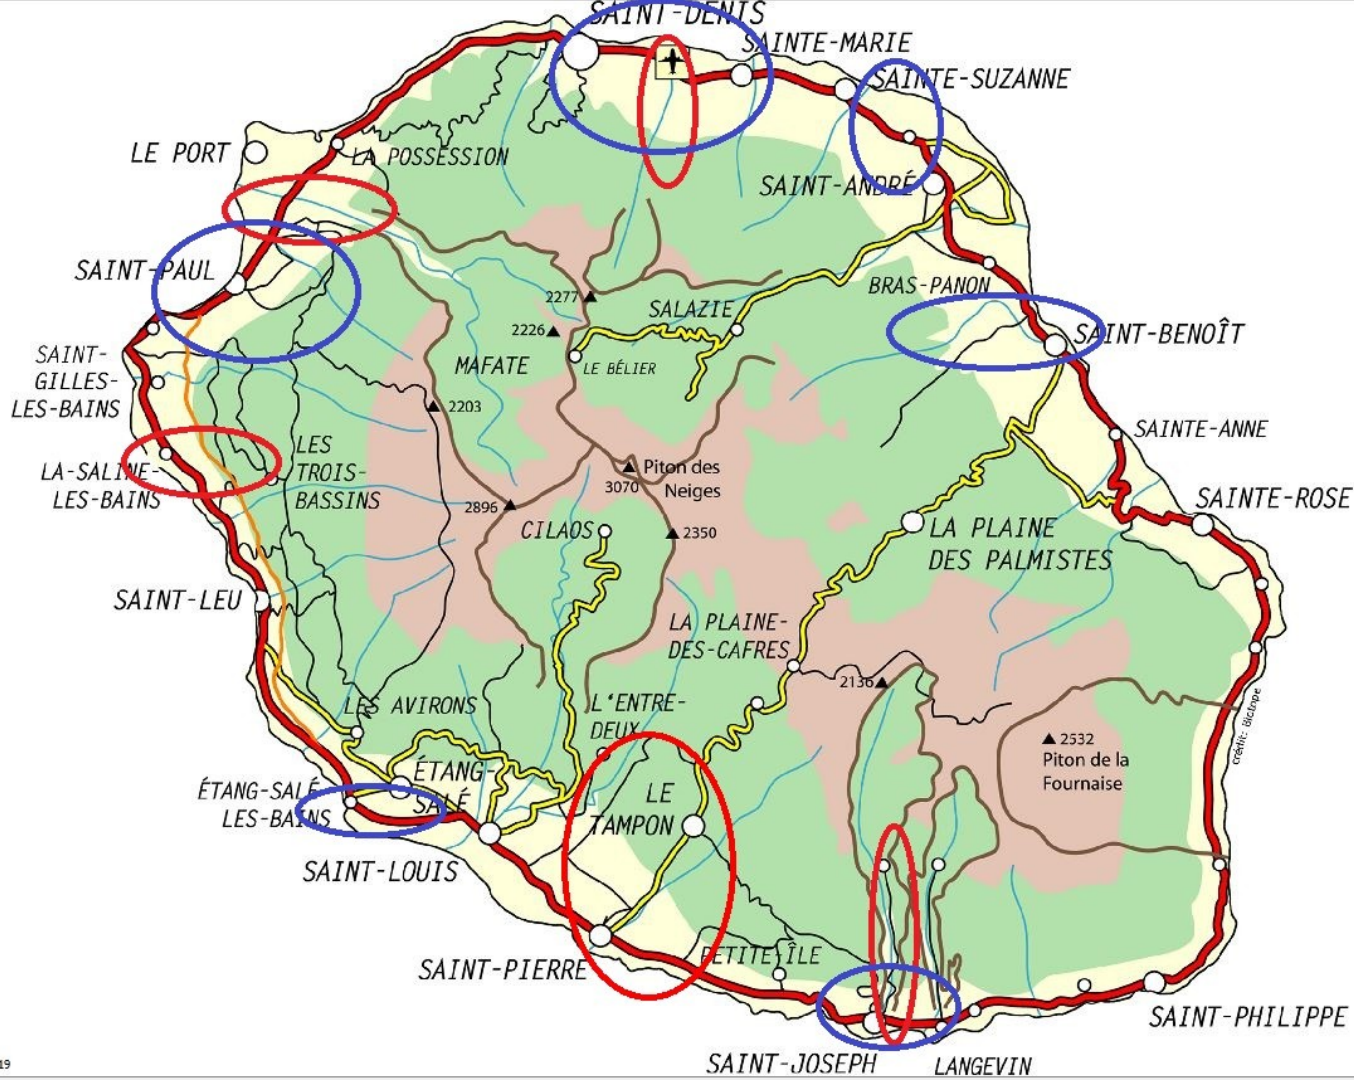 SAINT-DENIS
SAINTE-MARIE
SAINTE-SUZANNE
LE PORT
LA POSSESSION
SAINT-ANDRÉ
SAINT-PAUL
BRAS-PANON
2277
SALAZIE
2226
SAINT-BENOÎT
SAINT-
GILLES-
LES-BAINS
MAFATE
LE BÉLIER
2203
SAINTE-ANNE
LA-SALINE-
LES-BAINS
LES
TROIS-
BASSINS
Piton des
Neiges
3070
SAINTE-ROSE
2896
CILAOS
2350
LA PLAINE
DES PALMISTES
SAINT-LEU
LA PLAINE-
DES-CAFRES
2136
LES AVIRONS
L'ENTRE-
DEUX
crédit: Bictope
2532
Piton de la
Fournaise
ÉTANG-
SALÉ
ÉTANG-SALÉ
LES-BAINS
LE
TAMPON
SAINT-LOUIS
SAINT-PIERRE
PETITE-ÎLE
SAINT-PHILIPPE
SAINT-JOSEPH
LANGEVIN
19